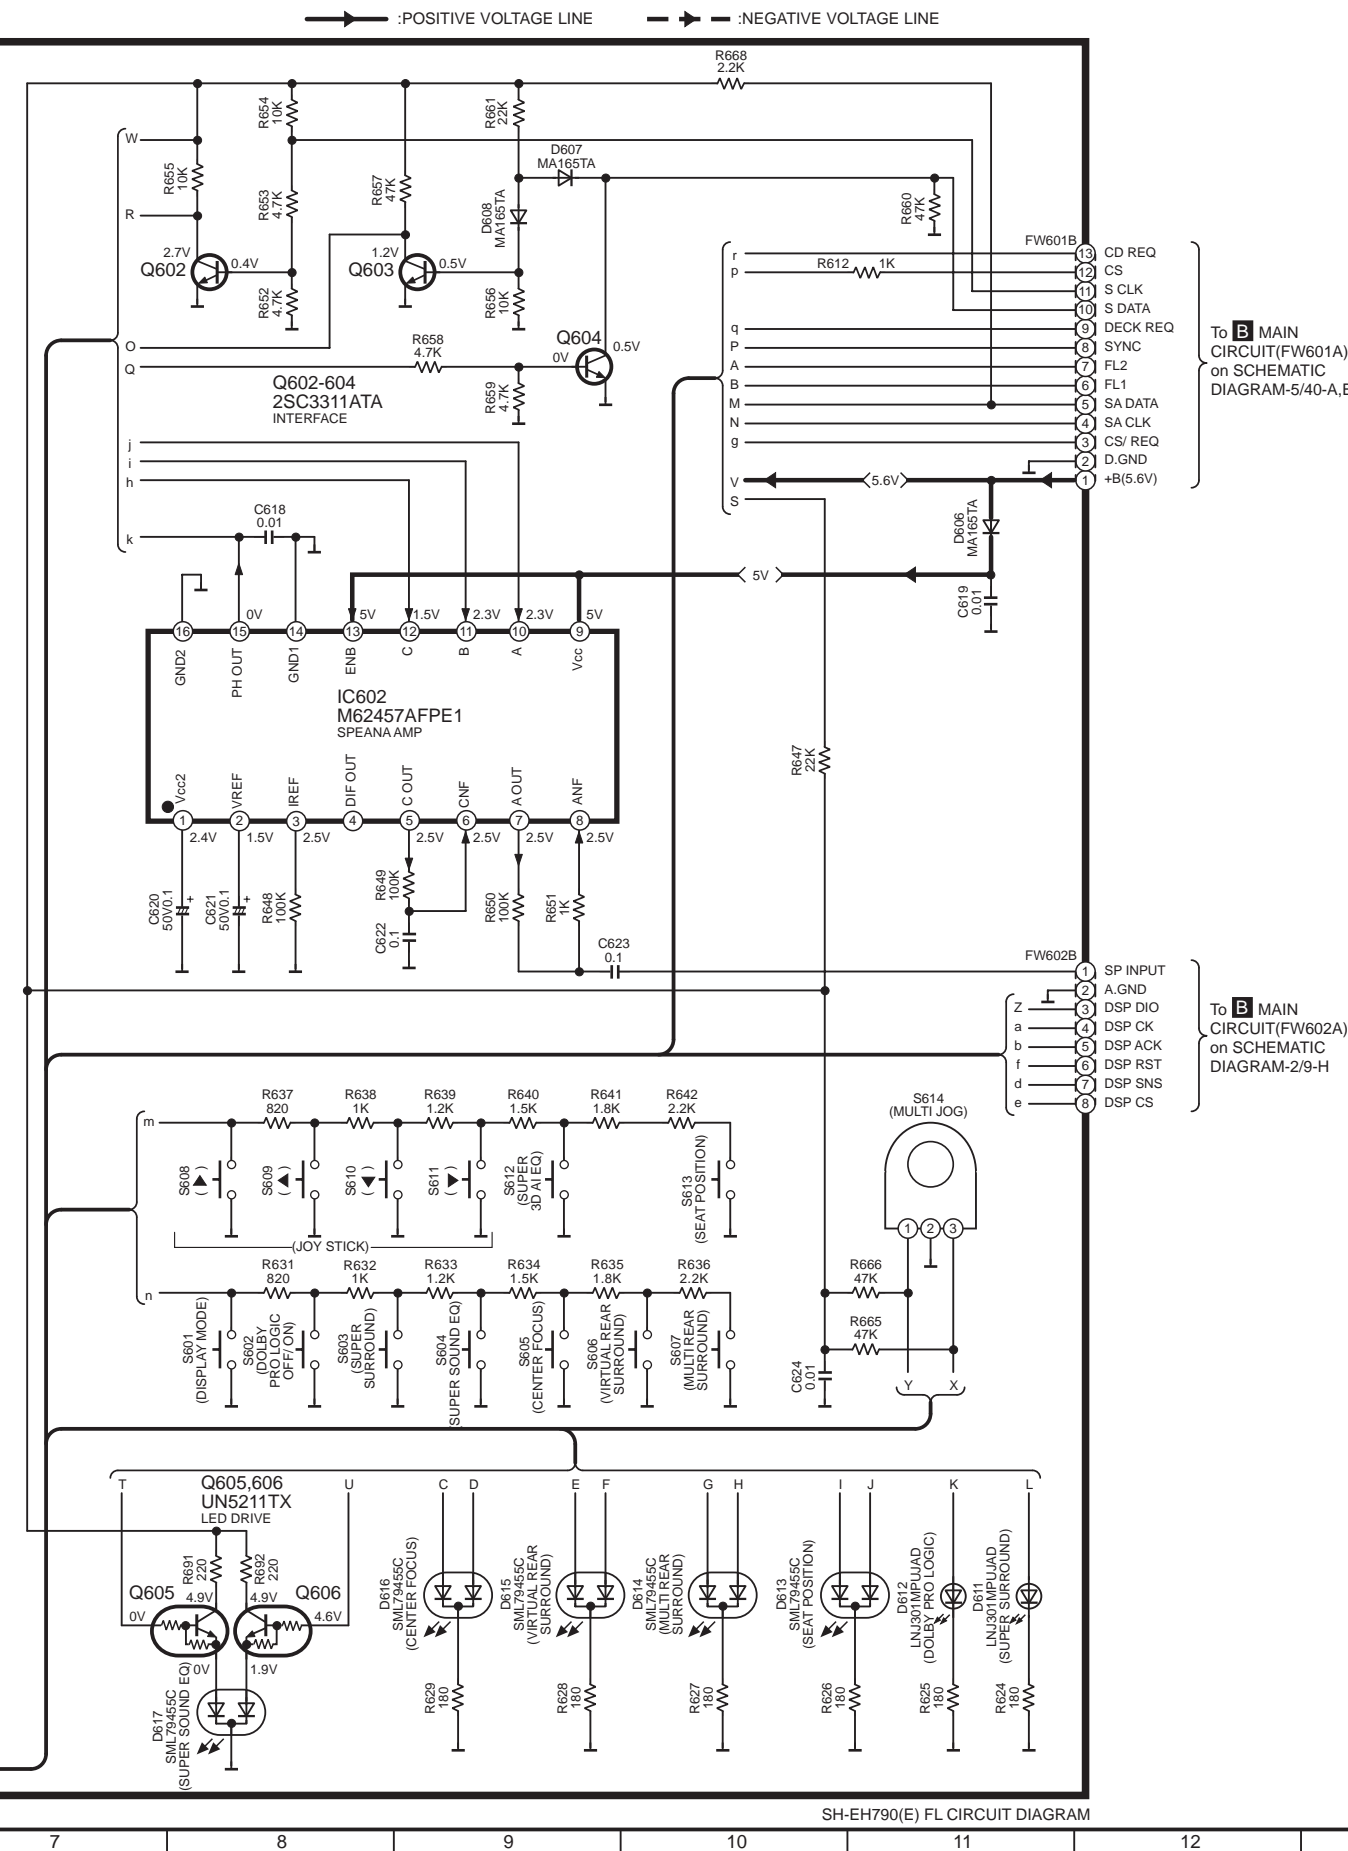 :POSITIVE VOLTAGE LINE
:NEGATIVE VOLTAGE LINE
R668
2.2K
R654
10K
R661
22K
D607
MA165TA
W
R655
10K
R653
4.7K
R657
47K
D608
MA165TA
R660
47K
R
2.7V
Q602
0.4V
1.2V
Q603
0.5V
R652
4.7K
R656
10K
O
Q
R658
4.7K
R659
4.7K
Q604
0V
0.5V
Q602-604
2SC3311ATA
INTERFACE
j
i
h
k
C618
0.01
r
p
q
P
A
B
M
N
g
V
S
R612
1K
FW601B
13 CD REQ
12 CS
11 S CLK
10 S DATA
9 DECK REQ
8 SYNC
7 FL2
6 FL1
5 SA DATA
4 SA CLK
3 CS/ REQ
2 D.GND
1 +B(5.6V)
To B MAIN
CIRCUIT(FW601A)
on SCHEMATIC
DIAGRAM-5/40-A,B
5.6V
D606
MA165TA
5V
C619
0.01
0V
5V
1.5V
2.3V
2.3V
5V
16
15
14
13
12
11
10
9
GND2
PH OUT
GND1
ENB
C
B
A
Vcc
IC602
M62457AFPE1
SPEANA AMP
Vcc2
VREF
IREF
DIF OUT
C OUT
CNF
A OUT
ANF
1
2
3
4
5
6
7
8
2.4V
1.5V
2.5V
2.5V
2.5V
2.5V
2.5V
C620
50V0.1
+
C621
50V0.1
+
R648
100K
R649
100K
C622
0.1
R650
100K
R651
1K
C623
0.1
R647
22K
FW602B
1 SP INPUT
2 A.GND
3 DSP DIO
4 DSP CK
5 DSP ACK
6 DSP RST
7 DSP SNS
8 DSP CS
Z
a
b
f
d
e
To B MAIN
CIRCUIT(FW602A)
on SCHEMATIC
DIAGRAM-2/9-H
m
R637
820
R638
1K
R639
1.2K
R640
1.5K
R641
1.8K
R642
2.2K
S608
(▲)
S609
(◀)
S610
(▼)
S611
(▶)
S612
(SUPER
3D AI EQ)
S613
(SEAT POSITION)
(JOY STICK)
S614
(MULTI JOG)
1
2
3
n
R631
820
R632
1K
R633
1.2K
R634
1.5K
R635
1.8K
R636
2.2K
S601
(DISPLAY MODE)
S602
(DOLBY
PRO LOGIC
OFF/ ON)
S603
(SUPER
SURROUND)
S604
(SUPER SOUND EQ)
S605
(CENTER FOCUS)
S606
(VIRTUAL REAR
SURROUND)
S607
(MULTI REAR
SURROUND)
R666
47K
R665
47K
C624
0.01
Y
X
T
Q605,606
UN5211TX
LED DRIVE
U
C
D
E
F
G
H
I
J
K
L
R691
220
R692
220
Q605
4.9V
4.9V
Q606
0V
4.6V
0V
1.9V
D617
SML79455C
(SUPER SOUND EQ)
D616
SML79455C
(CENTER FOCUS)
D615
SML79455C
(VIRTUAL REAR
SURROUND)
D614
SML79455C
(MULTI REAR
SURROUND)
D613
SML79455C
(SEAT POSITION)
D612
LNJ301MPUJAD
(DOLBY PRO LOGIC)
D611
LNJ301MPUJAD
(SUPER SURROUND)
R629
180
R628
180
R627
180
R626
180
R625
180
R624
180
SH-EH790(E) FL CIRCUIT DIAGRAM
7
8
9
10
11
12